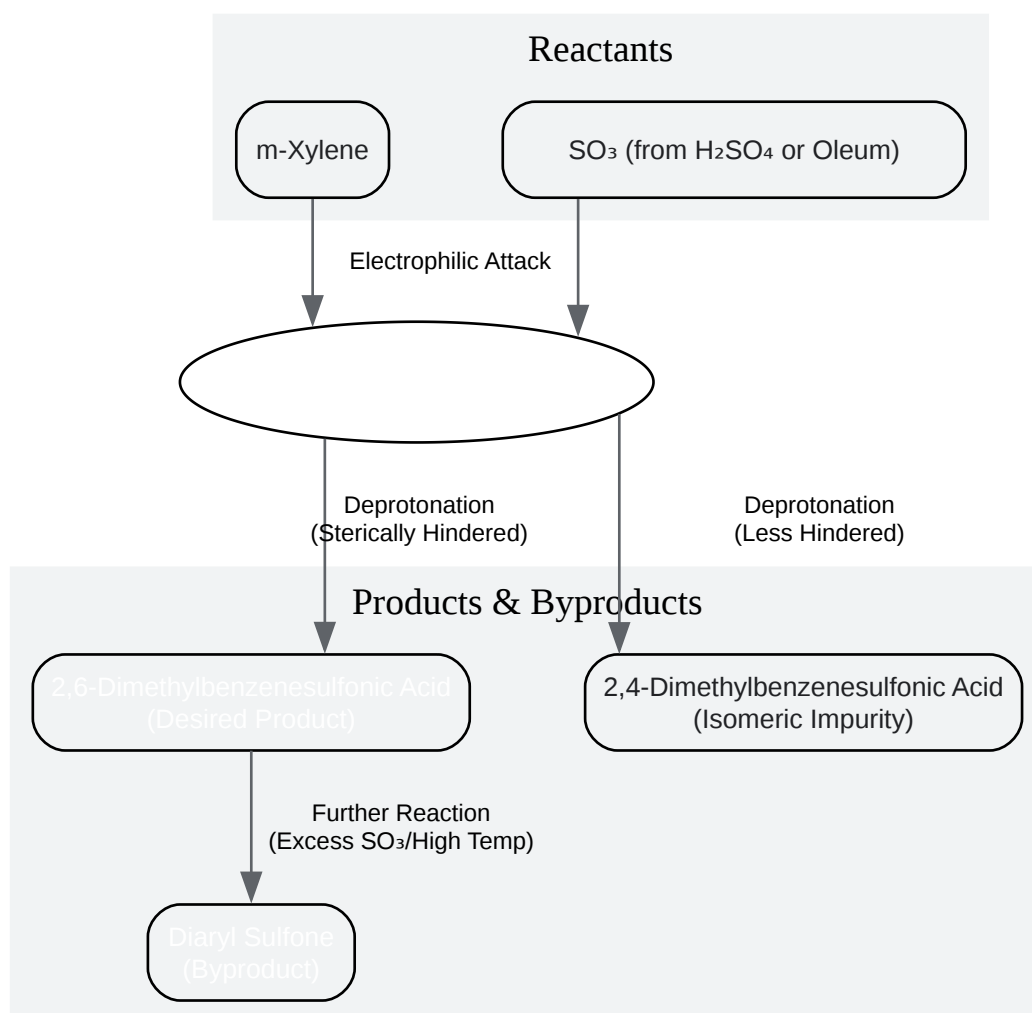 Reactants
m-Xylene
SO₃ (from H₂SO₄ or Oleum)
Electrophilic Attack
Deprotonation
(Sterically Hindered)
Deprotonation
(Less Hindered)
Products & Byproducts
2,6-Dimethylbenzenesulfonic Acid
(Desired Product)
2,4-Dimethylbenzenesulfonic Acid
(Isomeric Impurity)
Further Reaction
(Excess SO₃/High Temp)
Diaryl Sulfone
(Byproduct)